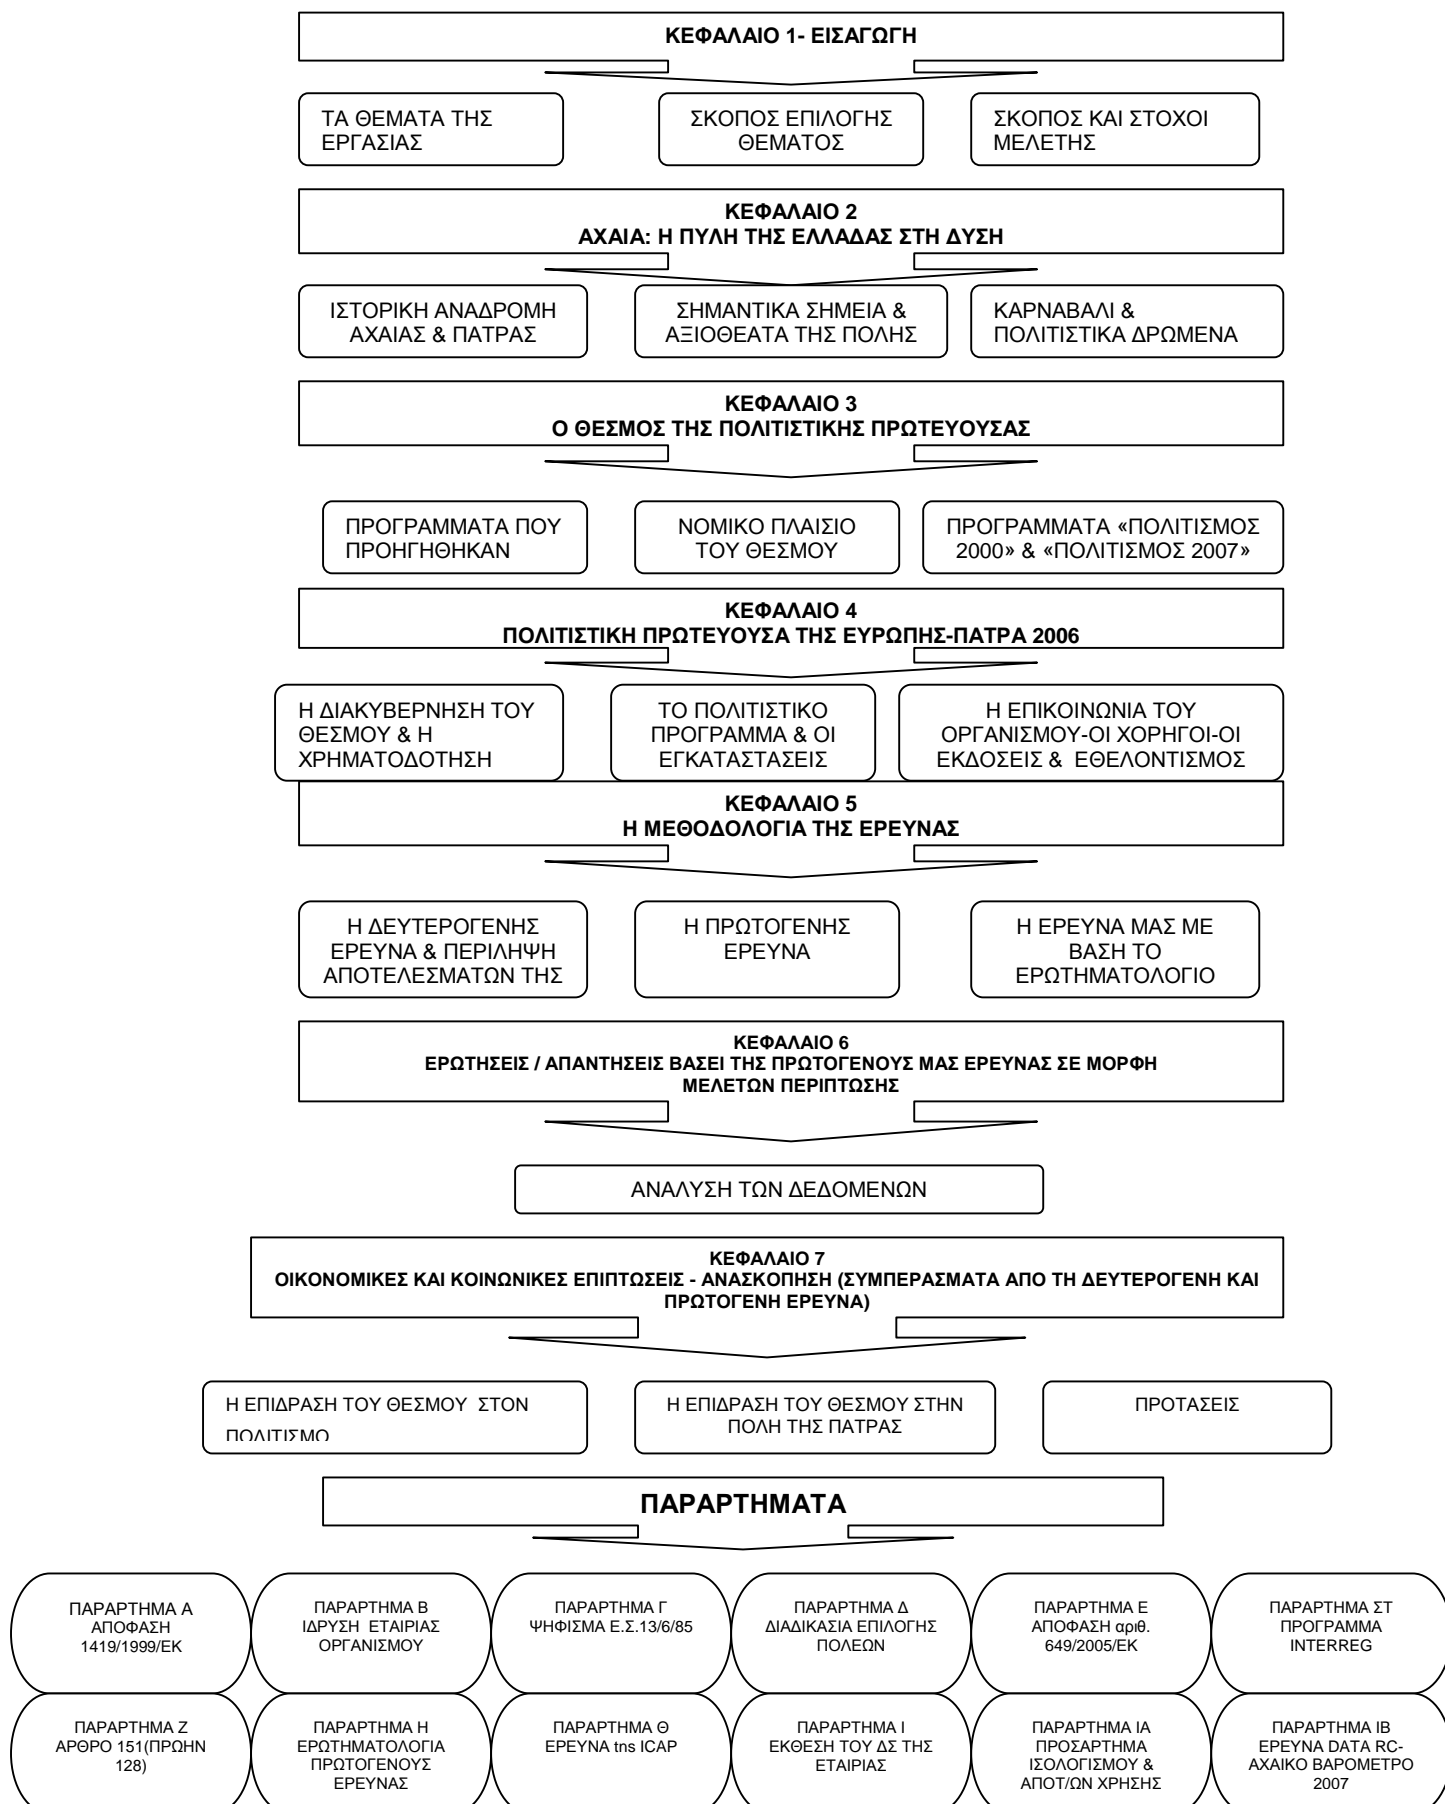 ΚΕΦΑΛΑΙΟ 1- ΕΙΣΑΓΩΓΗ
ΤΑ ΘΕΜΑΤΑ ΤΗΣ
ΕΡΓΑΣΙΑΣ
ΣΚΟΠΟΣ ΕΠΙΛΟΓΗΣ
ΘΕΜΑΤΟΣ
ΣΚΟΠΟΣ ΚΑΙ ΣΤΟΧΟΙ
ΜΕΛΕΤΗΣ
ΚΕΦΑΛΑΙΟ 2
ΑΧΑΙΑ: Η ΠΥΛΗ ΤΗΣ ΕΛΛΑΔΑΣ ΣΤΗ ΔΥΣΗ
ΙΣΤΟΡΙΚΗ ΑΝΑΔΡΟΜΗ
ΑΧΑΙΑΣ & ΠΑΤΡΑΣ
ΣΗΜΑΝΤΙΚΑ ΣΗΜΕΙΑ &
ΑΞΙΟΘΕΑΤΑ ΤΗΣ ΠΟΛΗΣ
ΚΑΡΝΑΒΑΛΙ &
ΠΟΛΙΤΙΣΤΙΚΑ ΔΡΩΜΕΝΑ
ΚΕΦΑΛΑΙΟ 3
Ο ΘΕΣΜΟΣ ΤΗΣ ΠΟΛΙΤΙΣΤΙΚΗΣ ΠΡΩΤΕΥΟΥΣΑΣ
ΠΡΟΓΡΑΜΜΑΤΑ ΠΟΥ
ΠΡΟΗΓΗΘΗΚΑΝ
ΝΟΜΙΚΟ ΠΛΑΙΣΙΟ
ΤΟΥ ΘΕΣΜΟΥ
ΠΡΟΓΡΑΜΜΑΤΑ «ΠΟΛΙΤΙΣΜΟΣ
2000» & «ΠΟΛΙΤΙΣΜΟΣ 2007»
ΚΕΦΑΛΑΙΟ 4
ΠΟΛΙΤΙΣΤΙΚΗ ΠΡΩΤΕΥΟΥΣΑ ΤΗΣ ΕΥΡΩΠΗΣ-ΠΑΤΡΑ 2006
Η ΔΙΑΚΥΒΕΡΝΗΣΗ ΤΟΥ
ΘΕΣΜΟΥ & Η
ΧΡΗΜΑΤΟΔΟΤΗΣΗ
ΤΟ ΠΟΛΙΤΙΣΤΙΚΟ
ΠΡΟΓΡΑΜΜΑ & ΟΙ
ΕΓΚΑΤΑΣΤΑΣΕΙΣ
Η ΕΠΙΚΟΙΝΩΝΙΑ ΤΟΥ
ΟΡΓΑΝΙΣΜΟΥ-ΟΙ ΧΟΡΗΓΟΙ-ΟΙ
ΕΚΔΟΣΕΙΣ & ΕΘΕΛΟΝΤΙΣΜΟΣ
ΚΕΦΑΛΑΙΟ 5
Η ΜΕΘΟΔΟΛΟΓΙΑ ΤΗΣ ΕΡΕΥΝΑΣ
Η ΔΕΥΤΕΡΟΓΕΝΗΣ
ΕΡΕΥΝΑ & ΠΕΡΙΛΗΨΗ
ΑΠΟΤΕΛΕΣΜΑΤΩΝ ΤΗΣ
Η ΠΡΩΤΟΓΕΝΗΣ
ΕΡΕΥΝΑ
Η ΕΡΕΥΝΑ ΜΑΣ ΜΕ
ΒΑΣΗ ΤΟ
ΕΡΩΤΗΜΑΤΟΛΟΓΙΟ
ΚΕΦΑΛΑΙΟ 6
ΕΡΩΤΗΣΕΙΣ / ΑΠΑΝΤΗΣΕΙΣ ΒΑΣΕΙ ΤΗΣ ΠΡΩΤΟΓΕΝΟΥΣ ΜΑΣ ΕΡΕΥΝΑΣ ΣΕ ΜΟΡΦΗ
ΜΕΛΕΤΩΝ ΠΕΡΙΠΤΩΣΗΣ
ΑΝΑΛΥΣΗ ΤΩΝ ΔΕΔΟΜΕΝΩΝ
ΚΕΦΑΛΑΙΟ 7
ΟΙΚΟΝΟΜΙΚΕΣ ΚΑΙ ΚΟΙΝΩΝΙΚΕΣ ΕΠΙΠΤΩΣΕΙΣ - ΑΝΑΣΚΟΠΗΣΗ (ΣΥΜΠΕΡΑΣΜΑΤΑ ΑΠΟ ΤΗ ΔΕΥΤΕΡΟΓΕΝΗ ΚΑΙ
ΠΡΩΤΟΓΕΝΗ ΕΡΕΥΝΑ)
Η ΕΠΙΔΡΑΣΗ ΤΟΥ ΘΕΣΜΟΥ ΣΤΟΝ
ΠΟΛΙΤΙΣΜΟ
Η ΕΠΙΔΡΑΣΗ ΤΟΥ ΘΕΣΜΟΥ ΣΤΗΝ
ΠΟΛΗ ΤΗΣ ΠΑΤΡΑΣ
ΠΡΟΤΑΣΕΙΣ
ΠΑΡΑΡΤΗΜΑΤΑ
ΠΑΡΑΡΤΗΜΑ Α
ΑΠΟΦΑΣΗ
1419/1999/ΕΚ
ΠΑΡΑΡΤΗΜΑ Β
ΙΔΡΥΣΗ ΕΤΑΙΡΙΑΣ
ΟΡΓΑΝΙΣΜΟΥ
ΠΑΡΑΡΤΗΜΑ Γ
ΨΗΦΙΣΜΑ Ε.Σ.13/6/85
ΠΑΡΑΡΤΗΜΑ Δ
ΔΙΑΔΙΚΑΣΙΑ ΕΠΙΛΟΓΗΣ
ΠΟΛΕΩΝ
ΠΑΡΑΡΤΗΜΑ Ε
ΑΠΟΦΑΣΗ αριθ.
649/2005/ΕΚ
ΠΑΡΑΡΤΗΜΑ ΣΤ
ΠΡΟΓΡΑΜΜΑ
INTERREG
ΠΑΡΑΡΤΗΜΑ Ζ
ΑΡΘΡΟ 151(ΠΡΩΗΝ
128)
ΠΑΡΑΡΤΗΜΑ Η
ΕΡΩΤΗΜΑΤΟΛΟΓΙΑ
ΠΡΩΤΟΓΕΝΟΥΣ
ΕΡΕΥΝΑΣ
ΠΑΡΑΡΤΗΜΑ Θ
ΕΡΕΥΝΑ tns ICAP
ΠΑΡΑΡΤΗΜΑ Ι
ΕΚΘΕΣΗ ΤΟΥ ΔΣ ΤΗΣ
ΕΤΑΙΡΙΑΣ
ΠΑΡΑΡΤΗΜΑ ΙΑ
ΠΡΟΣΑΡΤΗΜΑ
ΙΣΟΛΟΓΙΣΜΟΥ &
ΑΠΟΤ/ΩΝ ΧΡΗΣΗΣ
ΠΑΡΑΡΤΗΜΑ ΙΒ
ΕΡΕΥΝΑ DATA RC-
ΑΧΑΙΚΟ ΒΑΡΟΜΕΤΡΟ
2007